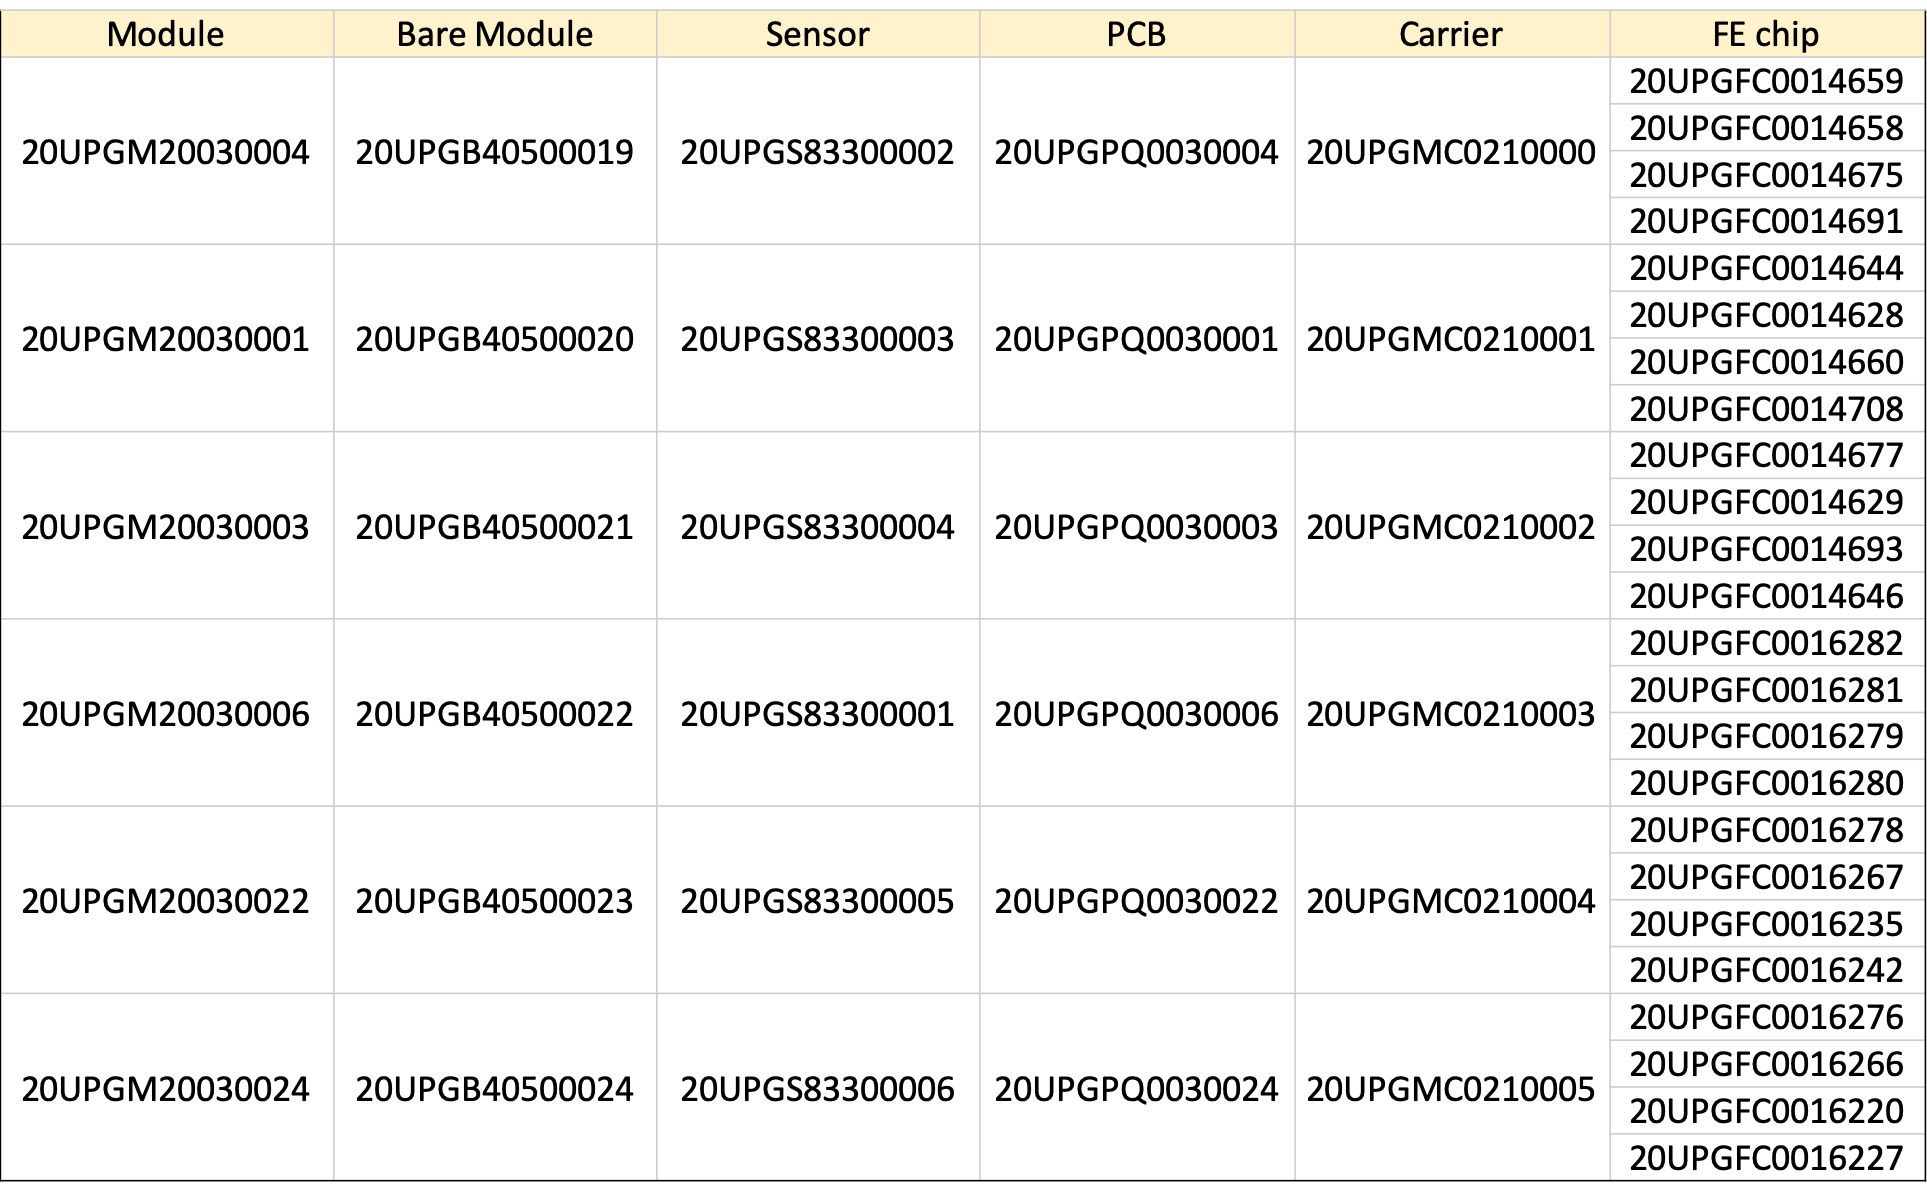 Module Bare Module Sensor PCB Carrier FE chip
20UPGFC0014659
20UPGFC0014658
20UPGM20030004 20UPGB40500019 20UPGS83300002 20UPGPQ0030004 20UPGMC0210000
20UPGFC0014675
20UPGFC0014691
20UPGFC0014644
20UPGFC0014628
20UPGM20030001 20UPGB40500020 20UPGS83300003 20UPGPQ0030001 20UPGMC0210001
20UPGFC0014660
20UPGFC0014708
20UPGFC0014677
20UPGFC0014629
20UPGM20030003 20UPGB40500021 20UPGS83300004 20UPGPQ0030003 20UPGMC0210002
20UPGFC0014693
20UPGFC0014646
20UPGFC0016282
20UPGFC0016281
20UPGM20030006 20UPGB40500022 20UPGS83300001 20UPGPQ0030006 20UPGMC0210003
20UPGFC0016279
20UPGFC0016280
20UPGFC0016278
20UPGFC0016267
20UPGM20030022 20UPGB40500023 20UPGS83300005 20UPGPQ0030022 20UPGMC0210004
20UPGFC0016235
20UPGFC0016242
20UPGFC0016276
20UPGFC0016266
20UPGM20030024 20UPGB40500024 20UPGS83300006 20UPGPQ0030024 20UPGMC0210005
20UPGFC0016220
20UPGFC0016227